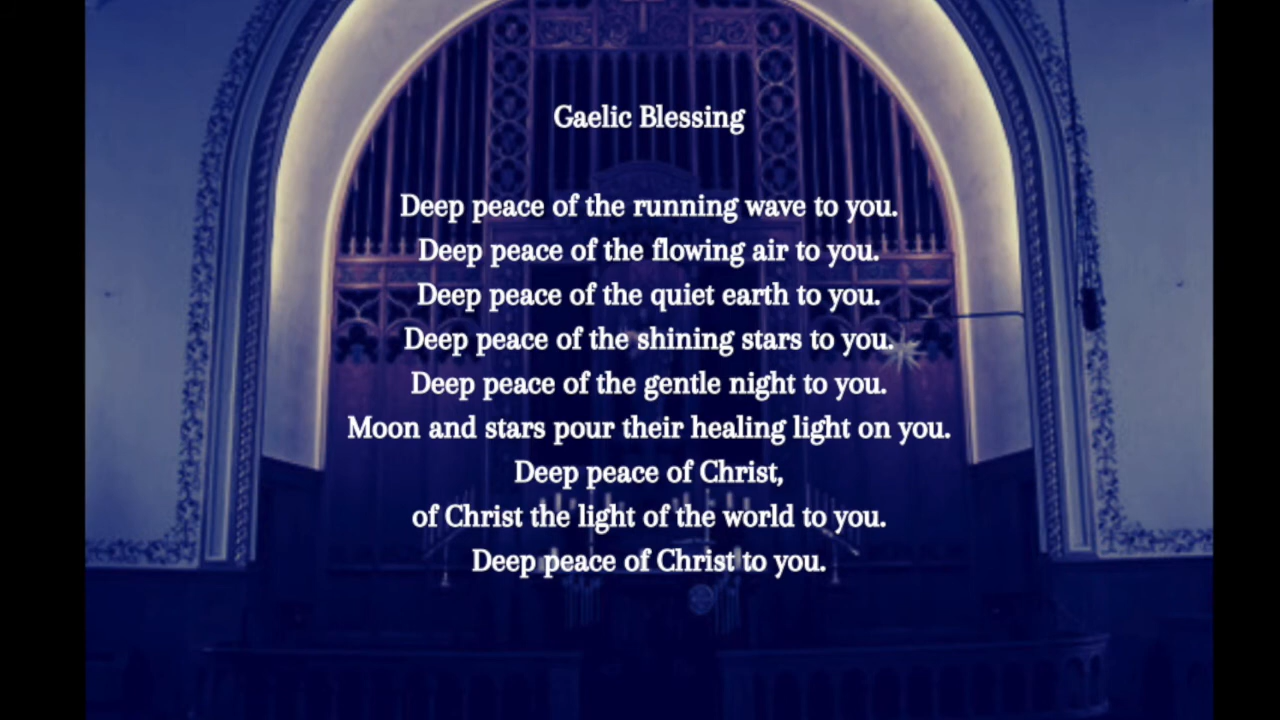 Gaelic Blessing
Deep peace of the running wave to you.
Deep peace of the flowing air to you.
Deep peace of the quiet earth to you.
Deep peace of the shining stars to you.
Deep peace of the gentle night to you.
Moon and stars pour their healing light on you.
Deep peace of Christ,
of Christ the light of the world to you.
Deep peace of Christ to you.